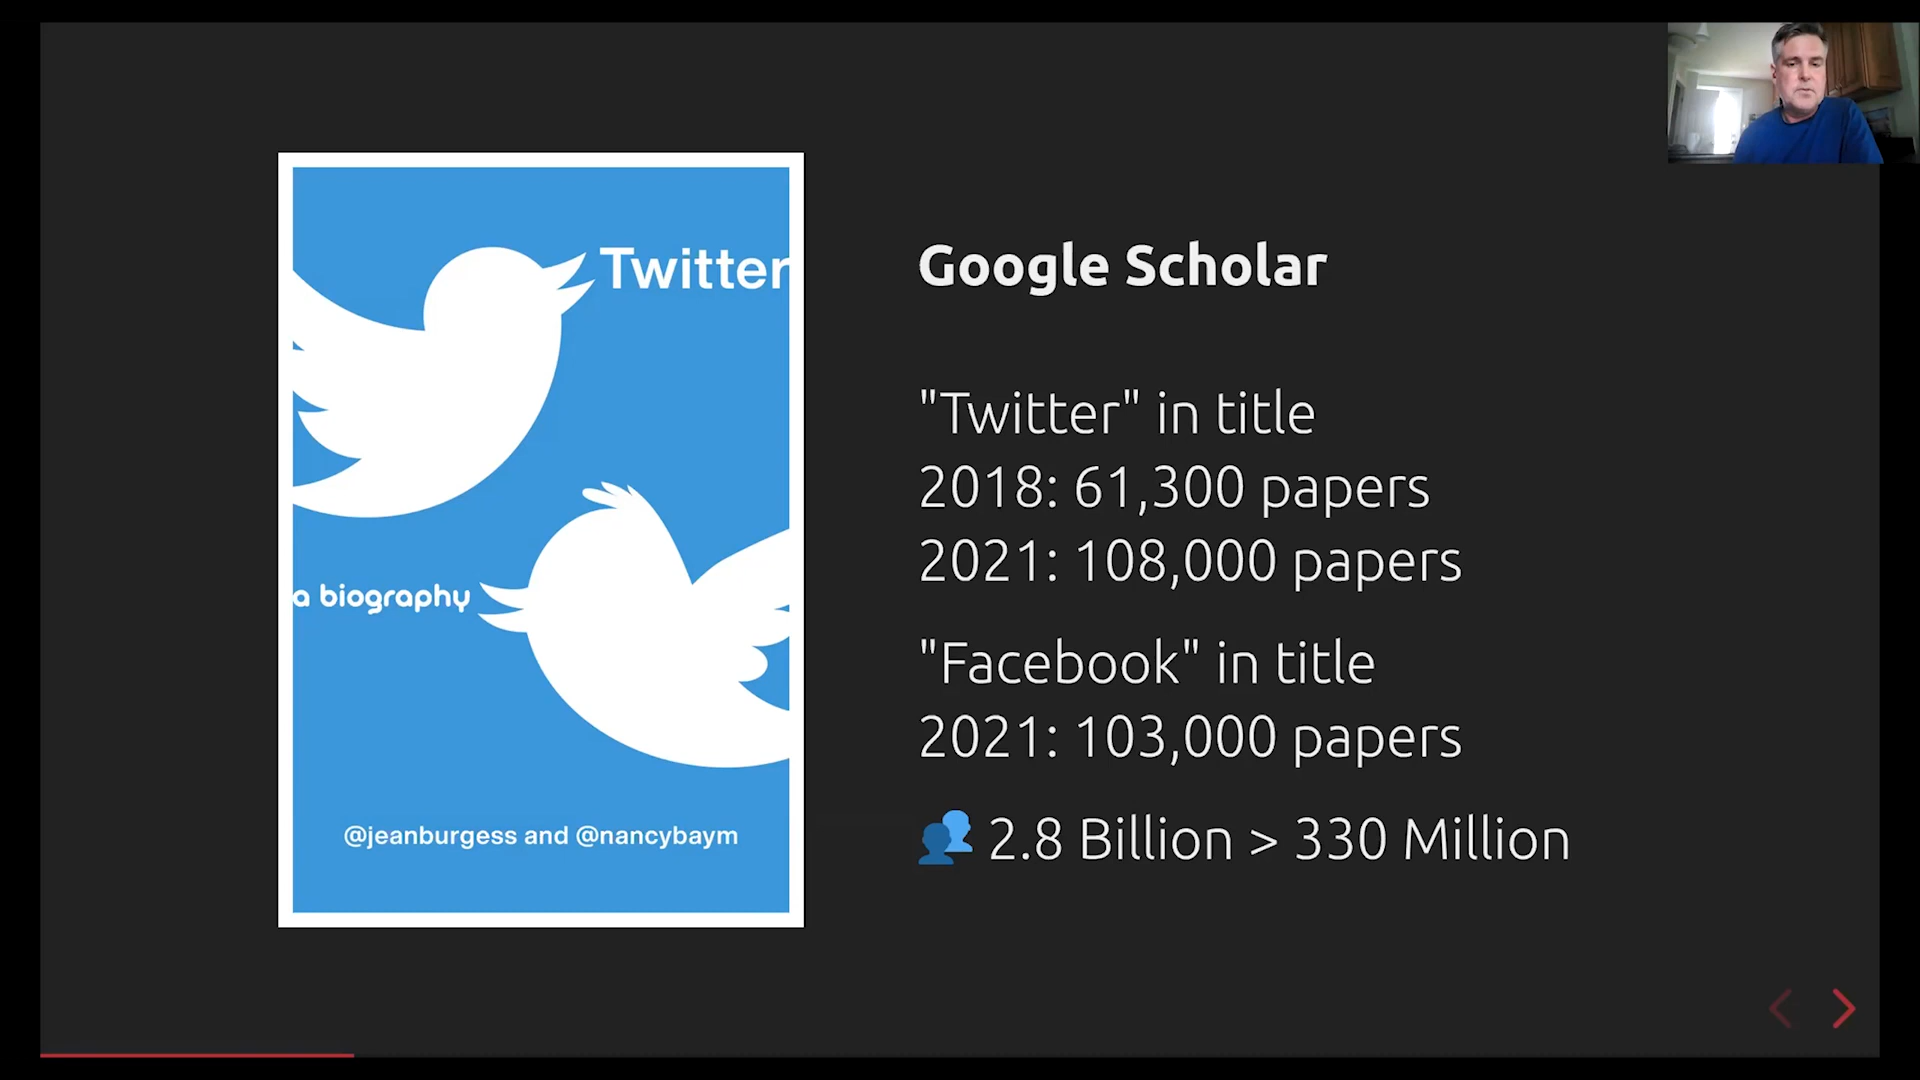 Twitter
a biography
@jeanburgess and @nancybaym
Google Scholar
"Twitter" in title
2018: 61,300 papers
2021: 108,000 papers
"Facebook" in title
2021: 103,000 papers
2.8 Billion > 330 Million